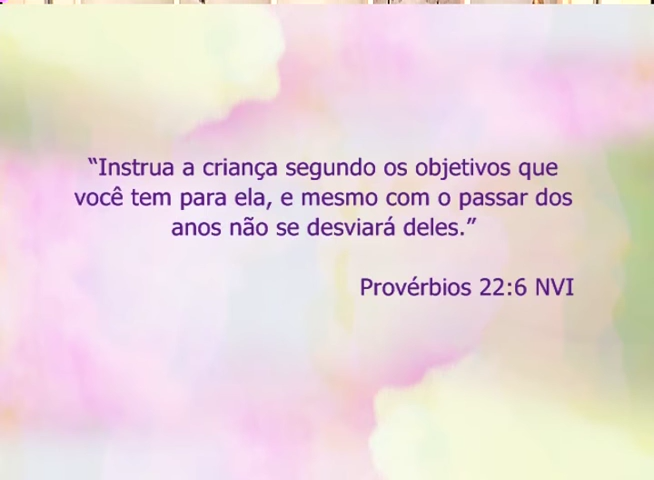 “Instrua a criança segundo os objetivos que
você tem para ela, e mesmo com o passar dos
anos não se desviará deles.”
Provérbios 22:6 NVI